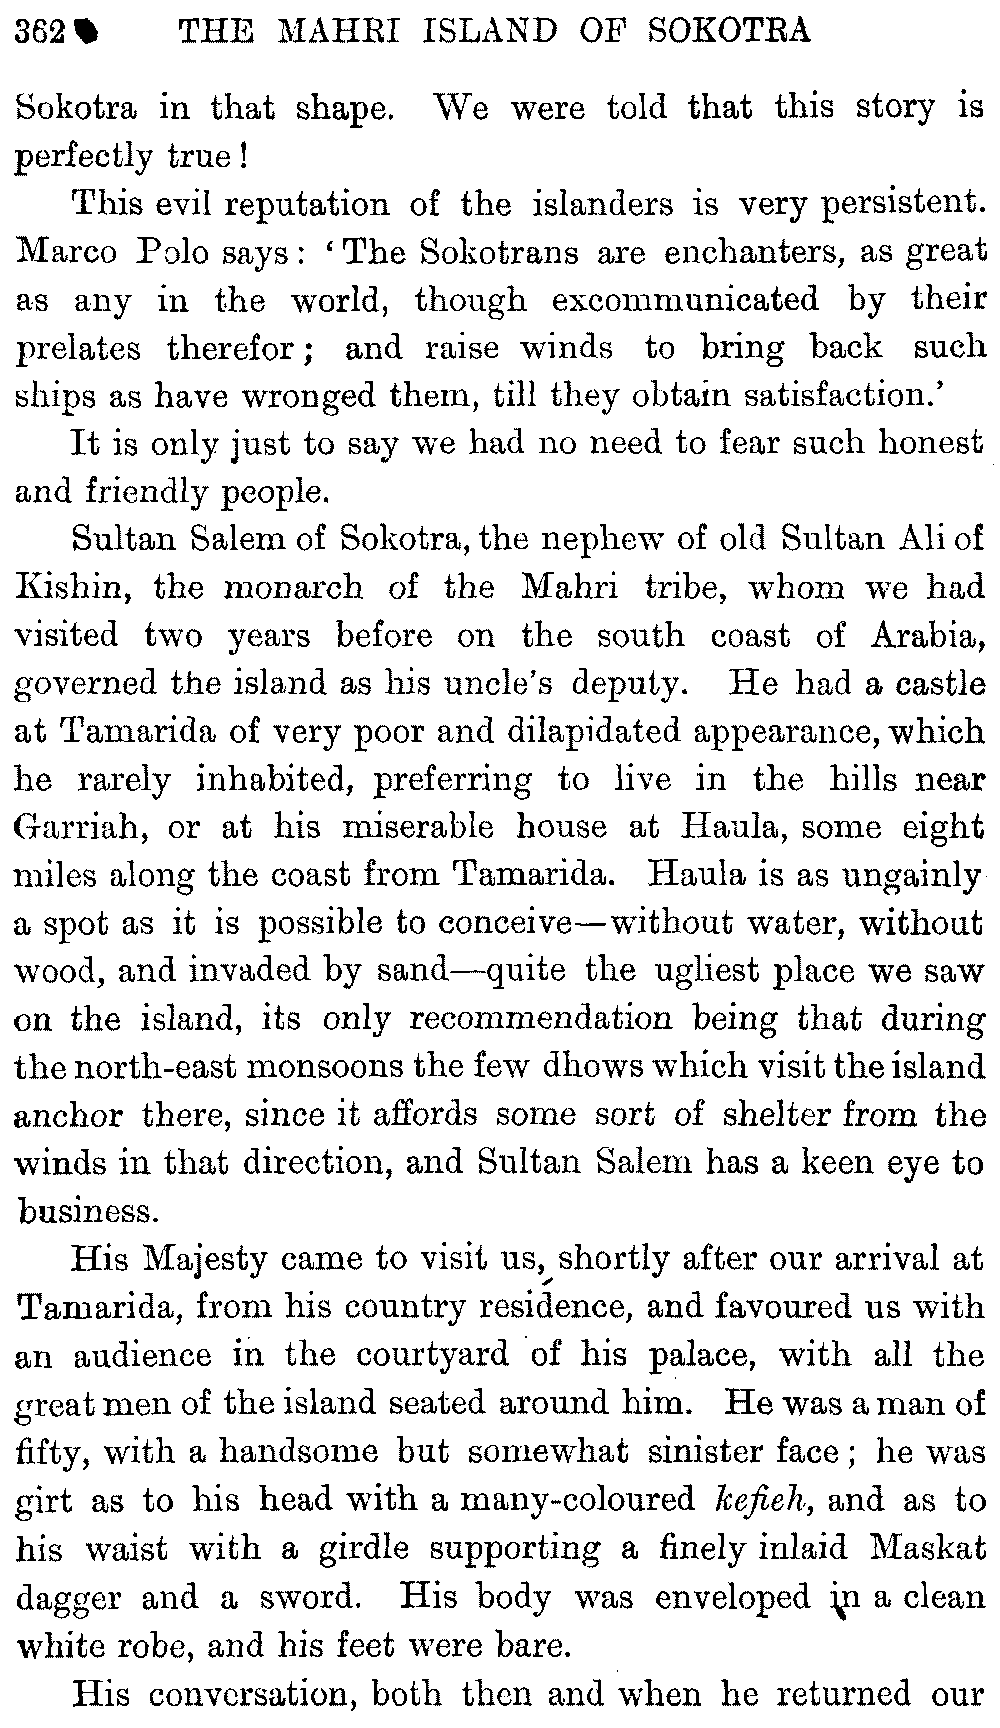 362 THE MAHRI ISLAND OF SOKOTRA
Sokotra in that shape. We were told that this story is
perfectly true!
This evil reputation of the islanders is very persistent.
Marco Polo says: ‘The Sokotrans are enchanters, as great
as any in the world, though excommunicated by their
prelates therefor; and raise winds to bring back such
ships as have wronged them, till they obtain satisfaction.’
It is only just to say we had no need to fear such honest
and friendly people.
Sultan Salem of Sokotra, the nephew of old Sultan Ali of
Kishin, the monarch of the Mahri tribe, whom we had
visited two years before on the south coast of Arabia,
governed the island as his uncle’s deputy. He had a castle
at Tamarida of very poor and dilapidated appearance, which
he rarely inhabited, preferring to live in the hills near
Garriah, or at his miserable house at Haula, some eight
miles along the coast from Tamarida. Haula is as ungainly
a spot as it is possible to conceive—without water, without
wood, and invaded by sand—quite the ugliest place we saw
on the island, its only recommendation being that during
the north-east monsoons the few dhows which visit the island
anchor there, since it affords some sort of shelter from the
winds in that direction, and Sultan Salem has a keen eye to
business.
His Majesty came to visit us, shortly after our arrival at
Tamarida, from his country residence, and favoured us with
an audience in the courtyard of his palace, with all the
great men of the island seated around him. He was a man of
fifty, with a handsome but somewhat sinister face; he was
girt as to his head with a many-coloured kefieh, and as to
his waist with a girdle supporting a finely inlaid Maskat
dagger and a sword. His body was enveloped in a clean
white robe, and his feet were bare.
His conversation, both then and when he returned our